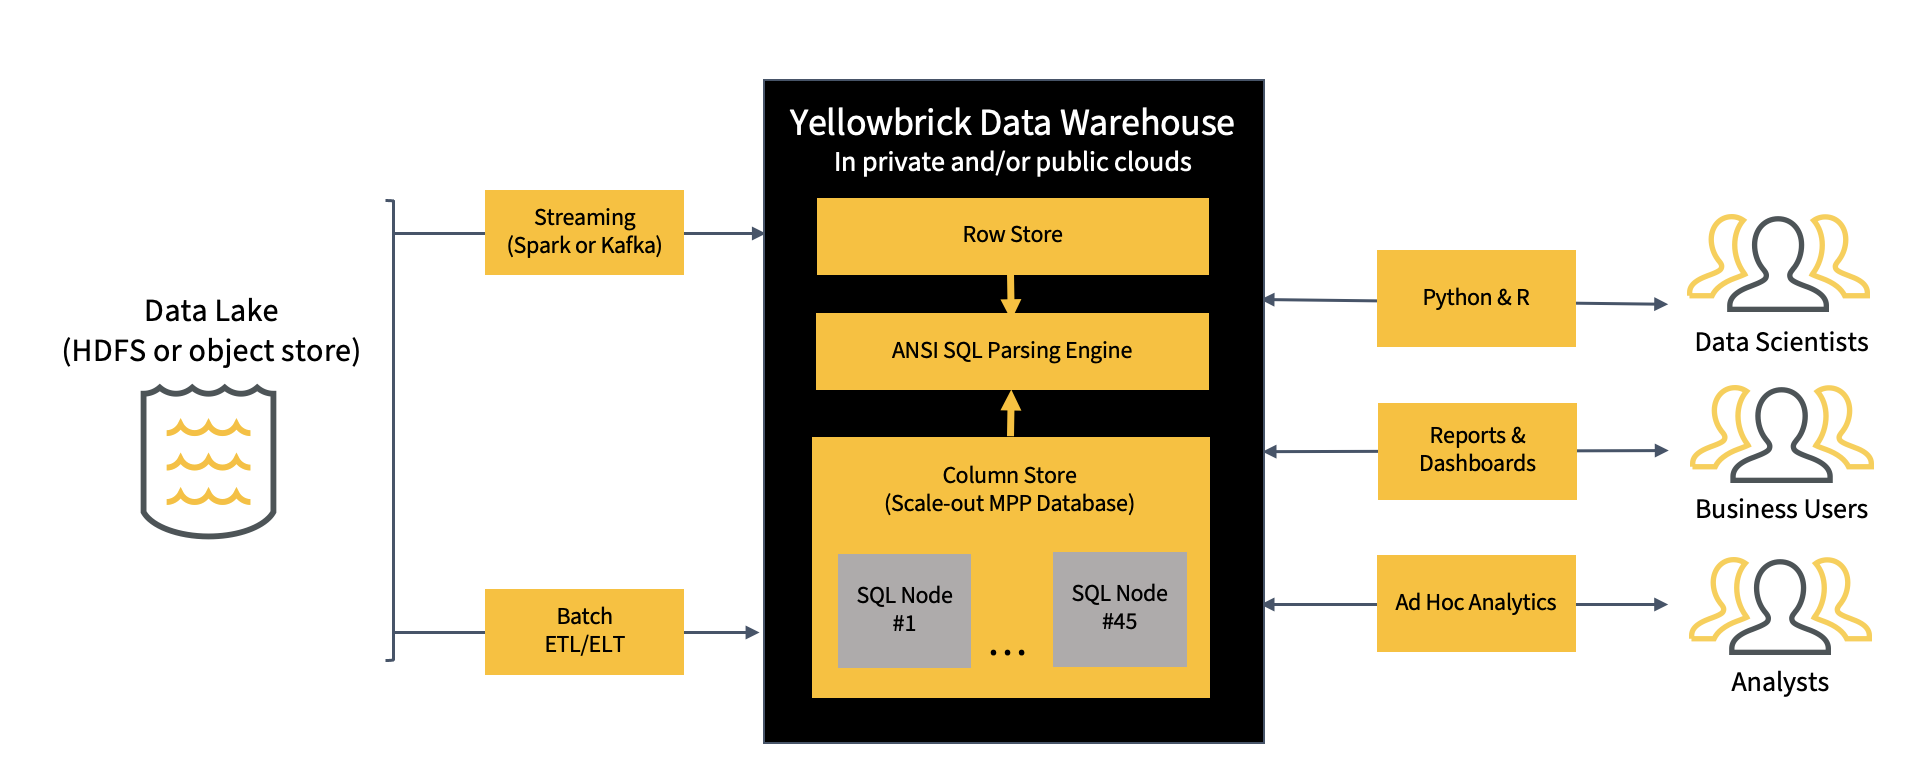 Data Lake
(HDFS or object store)
Streaming
(Spark or Kafka)
Batch
ETL/ELT
Yellowbrick Data Warehouse
In private and/or public clouds
Row Store
ANSI SQL Parsing Engine
Column Store
(Scale-out MPP Database)
SQL Node
#1
...
SQL Node
#45
Python & R
Reports &
Dashboards
Ad Hoc Analytics
Data Scientists
Business Users
Analysts